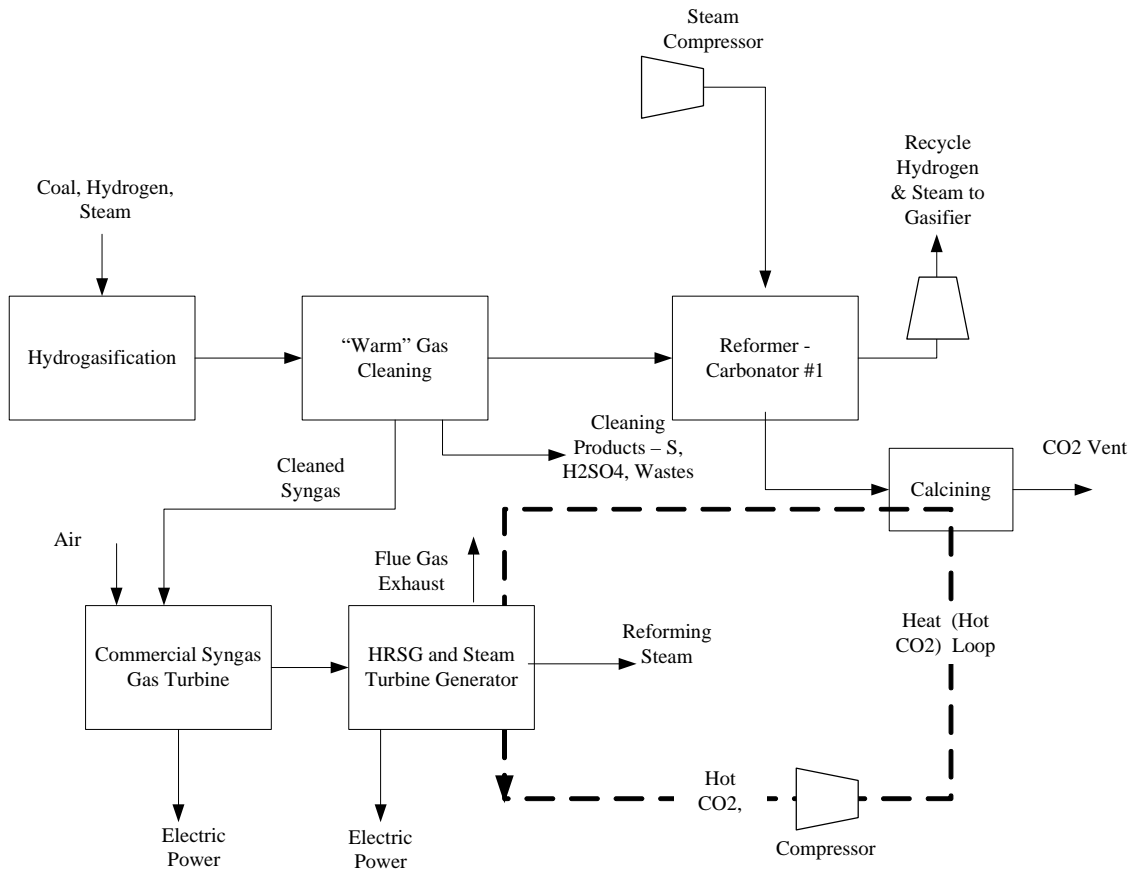 Steam
Compressor
Recycle
Hydrogen
& Steam to
Gasifier
Coal, Hydrogen,
Steam
Hydrogasification
“Warm” Gas
Cleaning
Reformer -
Carbonator #1
Cleaning
Products – S,
H2SO4, Wastes
Cleaned
Syngas
CO2 Vent
Calcining
Air
Flue Gas
Exhaust
Commercial Syngas
Gas Turbine
HRSG and Steam
Turbine Generator
Reforming
Steam
Heat (Hot
CO2) Loop
Hot
CO2,
Compressor
Electric
Power
Electric
Power